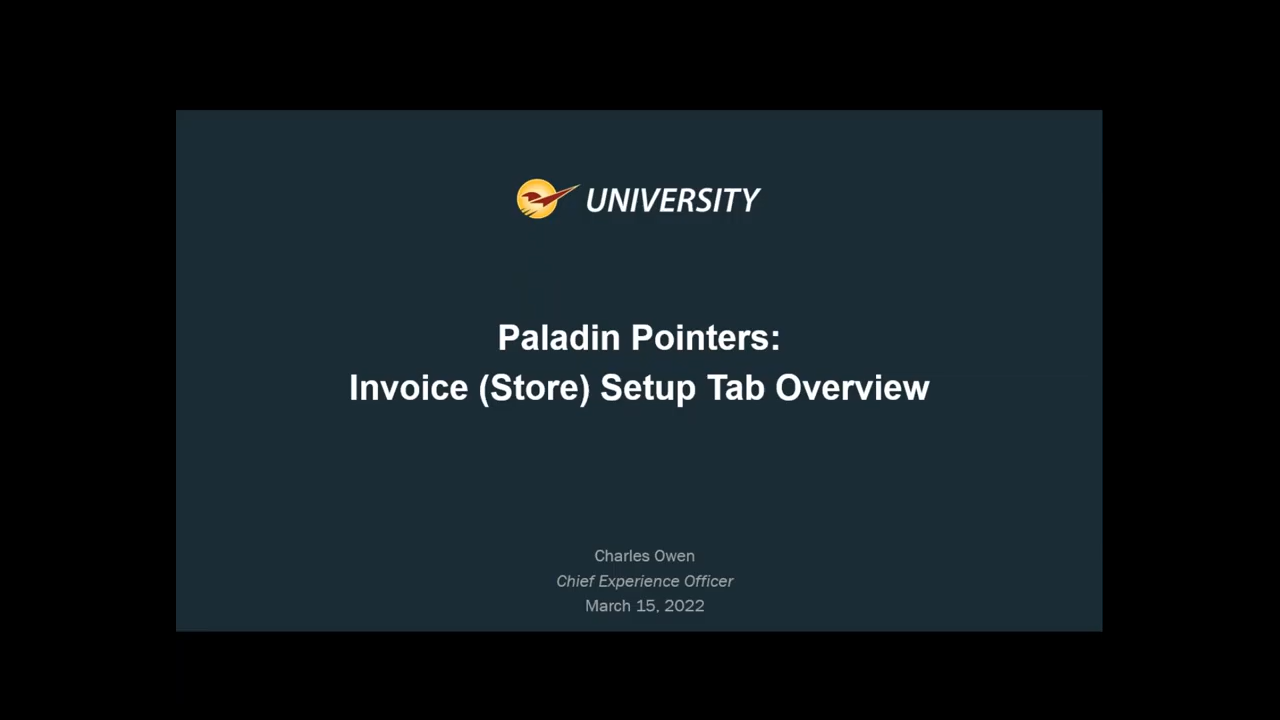 UNIVERSITY
Paladin Pointers:
Invoice (Store) Setup Tab Overview
Charles Owen
Chief Experience Officer
March 15, 2022